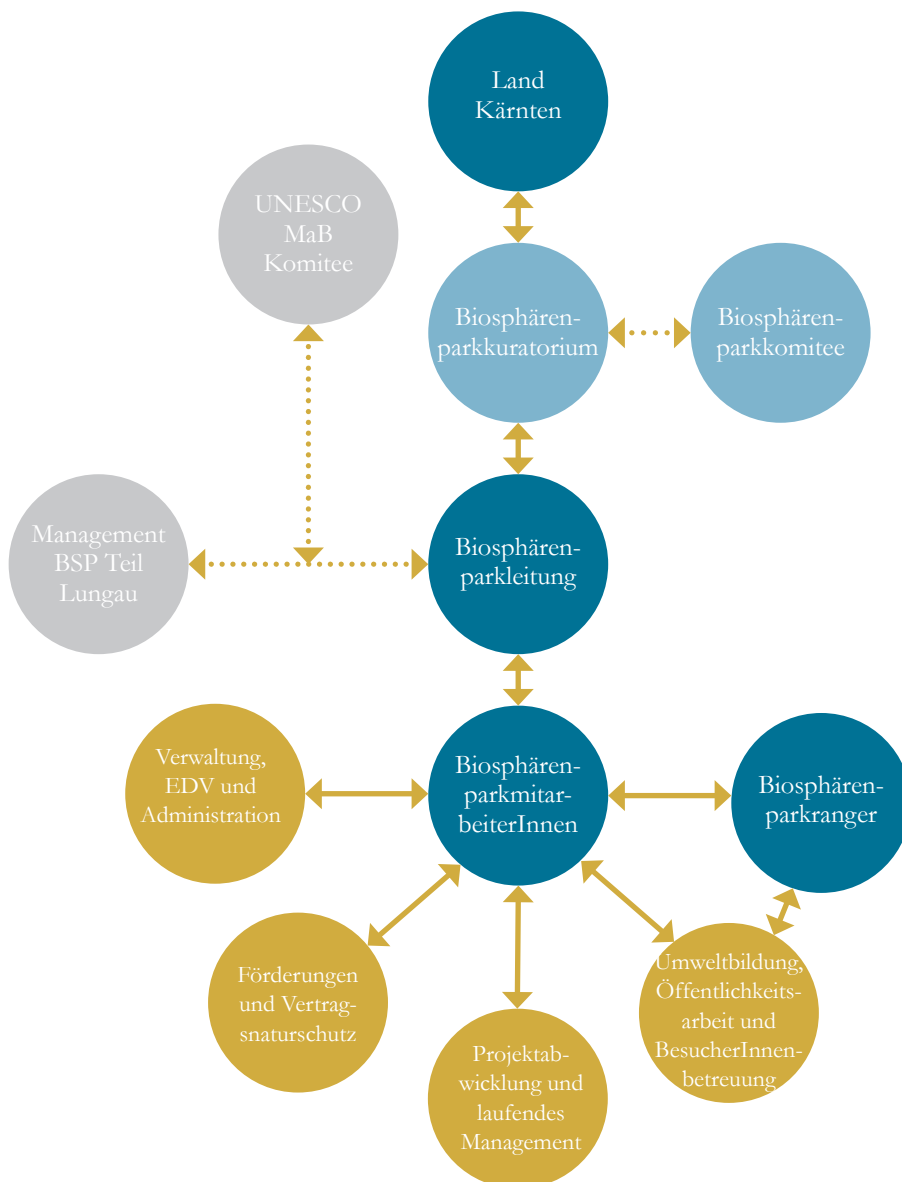 Land
Kärnten
UNESCO
MaB
Komitee
Biosphären-
parkkuratorium
Biosphären-
parkkomitee
Management
BSP Teil
Lungau
Biosphären-
parkleitung
Verwaltung,
EDV und
Administration
Biosphären-
parkmitar-
beiterInnen
Biosphären-
parkranger
Förderungen
und Vertrag-
snaturschutz
Projektab-
wicklung und
laufendes
Management
Umweltbildung,
Öffentlichkeits-
arbeit und
BesucherInnen-
betreuung